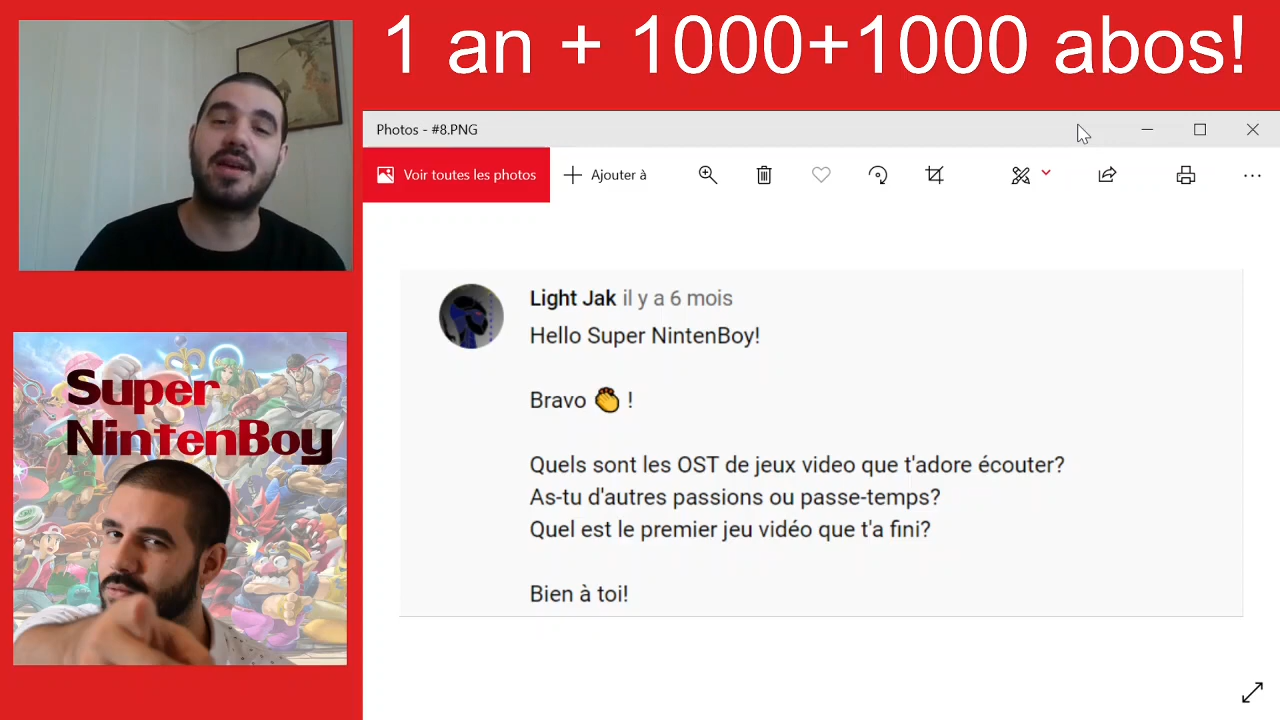 1 an + 1000+1000 abos!
Photos - #8.PNG
Voir toutes les photos
Ajouter à
Light Jak il y a 6 mois
Hello Super NintenBoy!
Bravo 👏 !
Quels sont les OST de jeux video que t'adore écouter?
As-tu d'autres passions ou passe-temps?
Quel est le premier jeu vidéo que t'a fini?
Bien à toi!
Super
NintenBoy